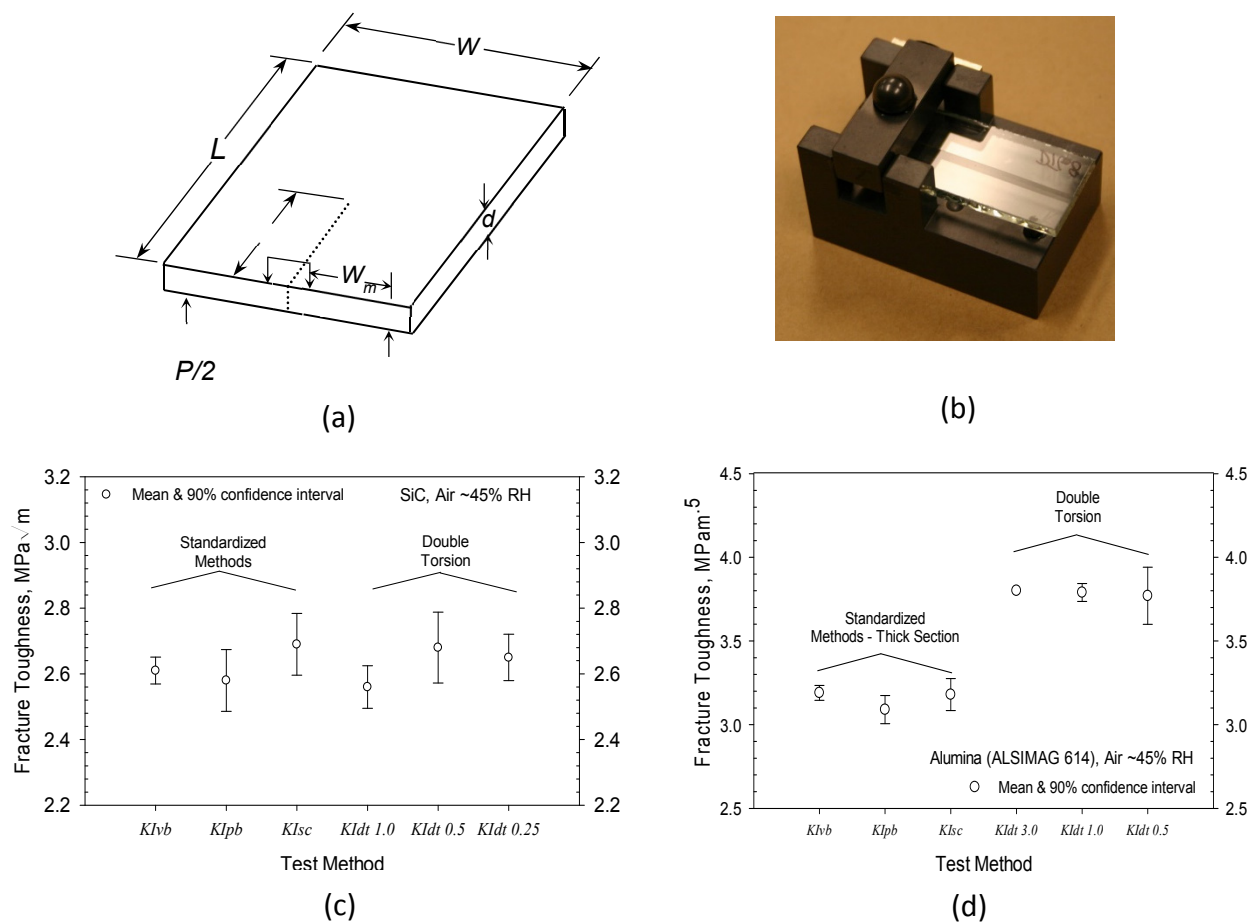 W
L
d
W
m
P/2
(a)
(b)
3.2
3.0
2.8
2.6
2.4
2.2
Fracture Toughness, MPa√m
Mean & 90% confidence interval
SiC, Air ~45% RH
Standardized
Methods
Double
Torsion
3.2
3.0
2.8
2.6
2.4
2.2
KIvb KIpb KIsc KIdt 1.0 KIdt 0.5 KIdt 0.25
Test Method
(c)
4.5
4.0
3.5
3.0
2.5
Fracture Toughness, MPam.5
Double
Torsion
Standardized
Methods - Thick Section
Alumina (ALSIMAG 614), Air ~45% RH
Mean & 90% confidence interval
4.5
4.0
3.5
3.0
2.5
KIvb KIpb KIsc KIdt 3.0 KIdt 1.0 KIdt 0.5
Test Method
(d)